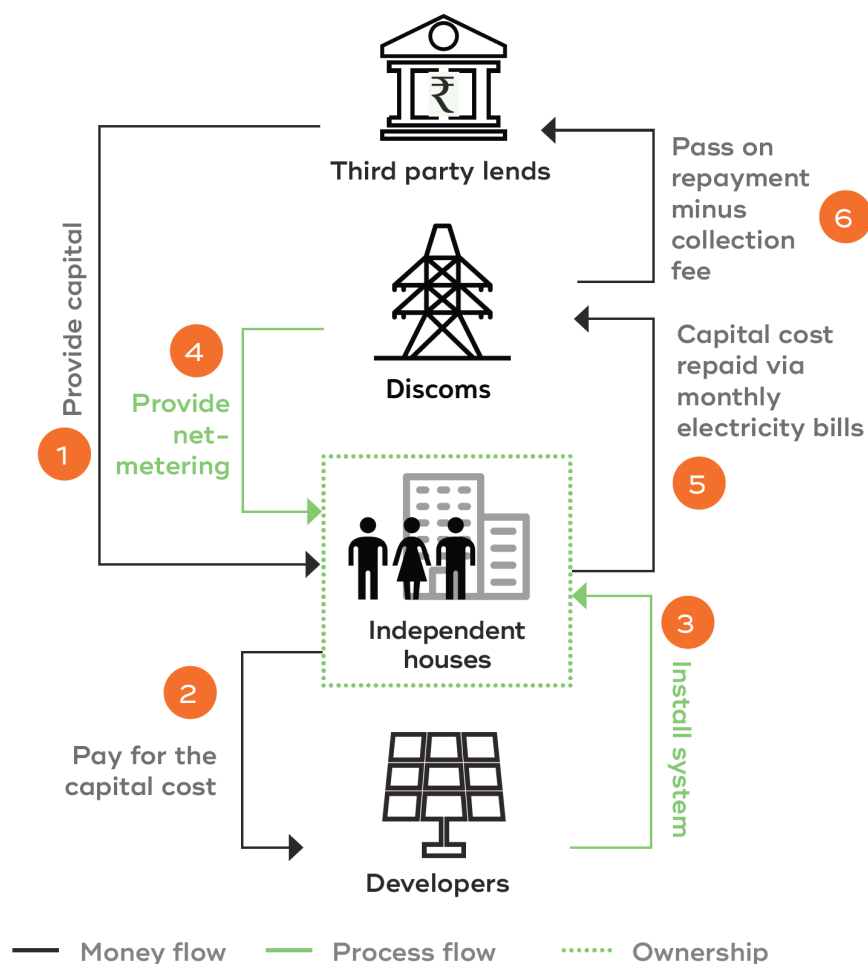 ₹
Third party lends
Provide capital
1
Pass on
repayment
minus
collection
fee
6
Discoms
4
Provide
net-
metering
Capital cost
repaid via
monthly
electricity bills
5
Independent
houses
2
Pay for the
capital cost
3
Install system
Developers
Money flow
Process flow
Ownership